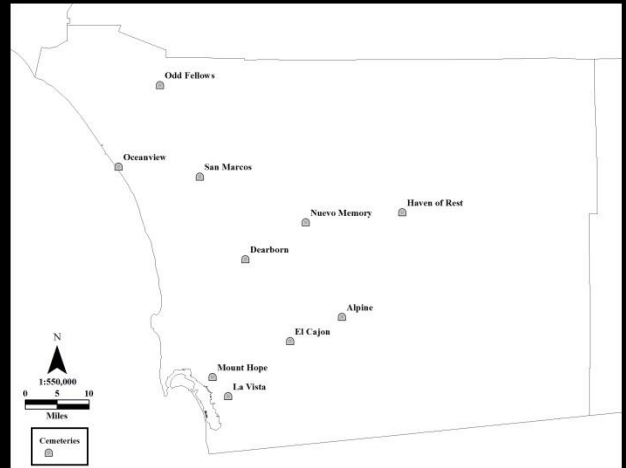 Odd Fellows
Oceanview
San Marcos
Haven of Rest
Nuevo Memory
Dearborn
Alpine
El Cajon
Mount Hope
La Vista
N
1:550,000
0 5 10
Miles
Cemeteries